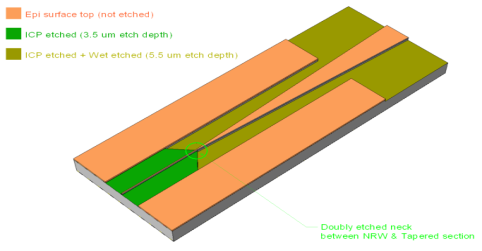 Epi surface top (not etched)
ICP etched (3.5 um etch depth)
ICP etched + Wet etched (5.5 um etch depth)
Doubly etched neck
between NRW & Tapered section